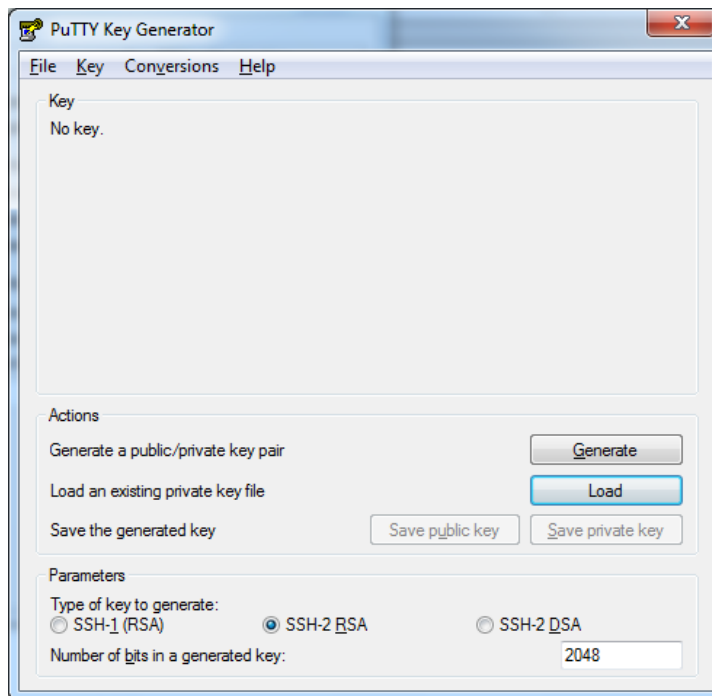 PuTTY Key Generator
File Key Conversions Help
Key
No key.
Actions
Generate a public/private key pair Generate
Load an existing private key file Load
Save the generated key Save public key Save private key
Parameters
Type of key to generate:
SSH-1 (RSA) SSH-2 RSA SSH-2 DSA
Number of bits in a generated key: 2048